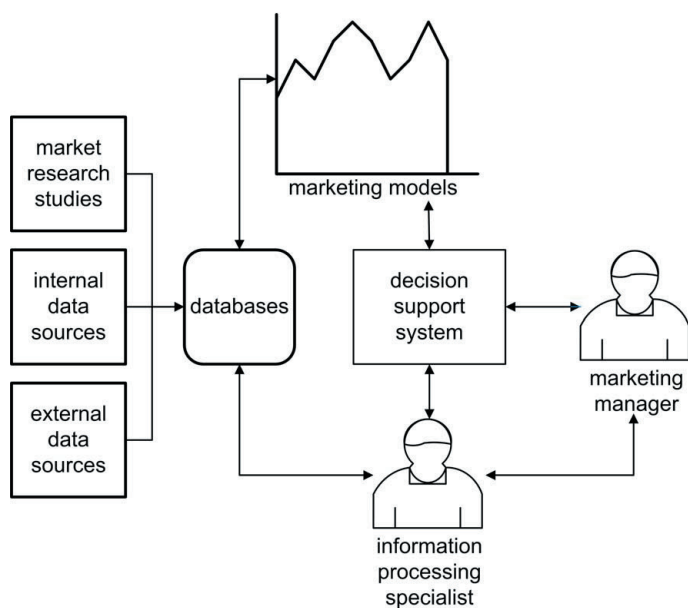 market
research
studies
internal
data
sources
external
data
sources
databases
marketing models
decision
support
system
marketing
manager
information
processing
specialist